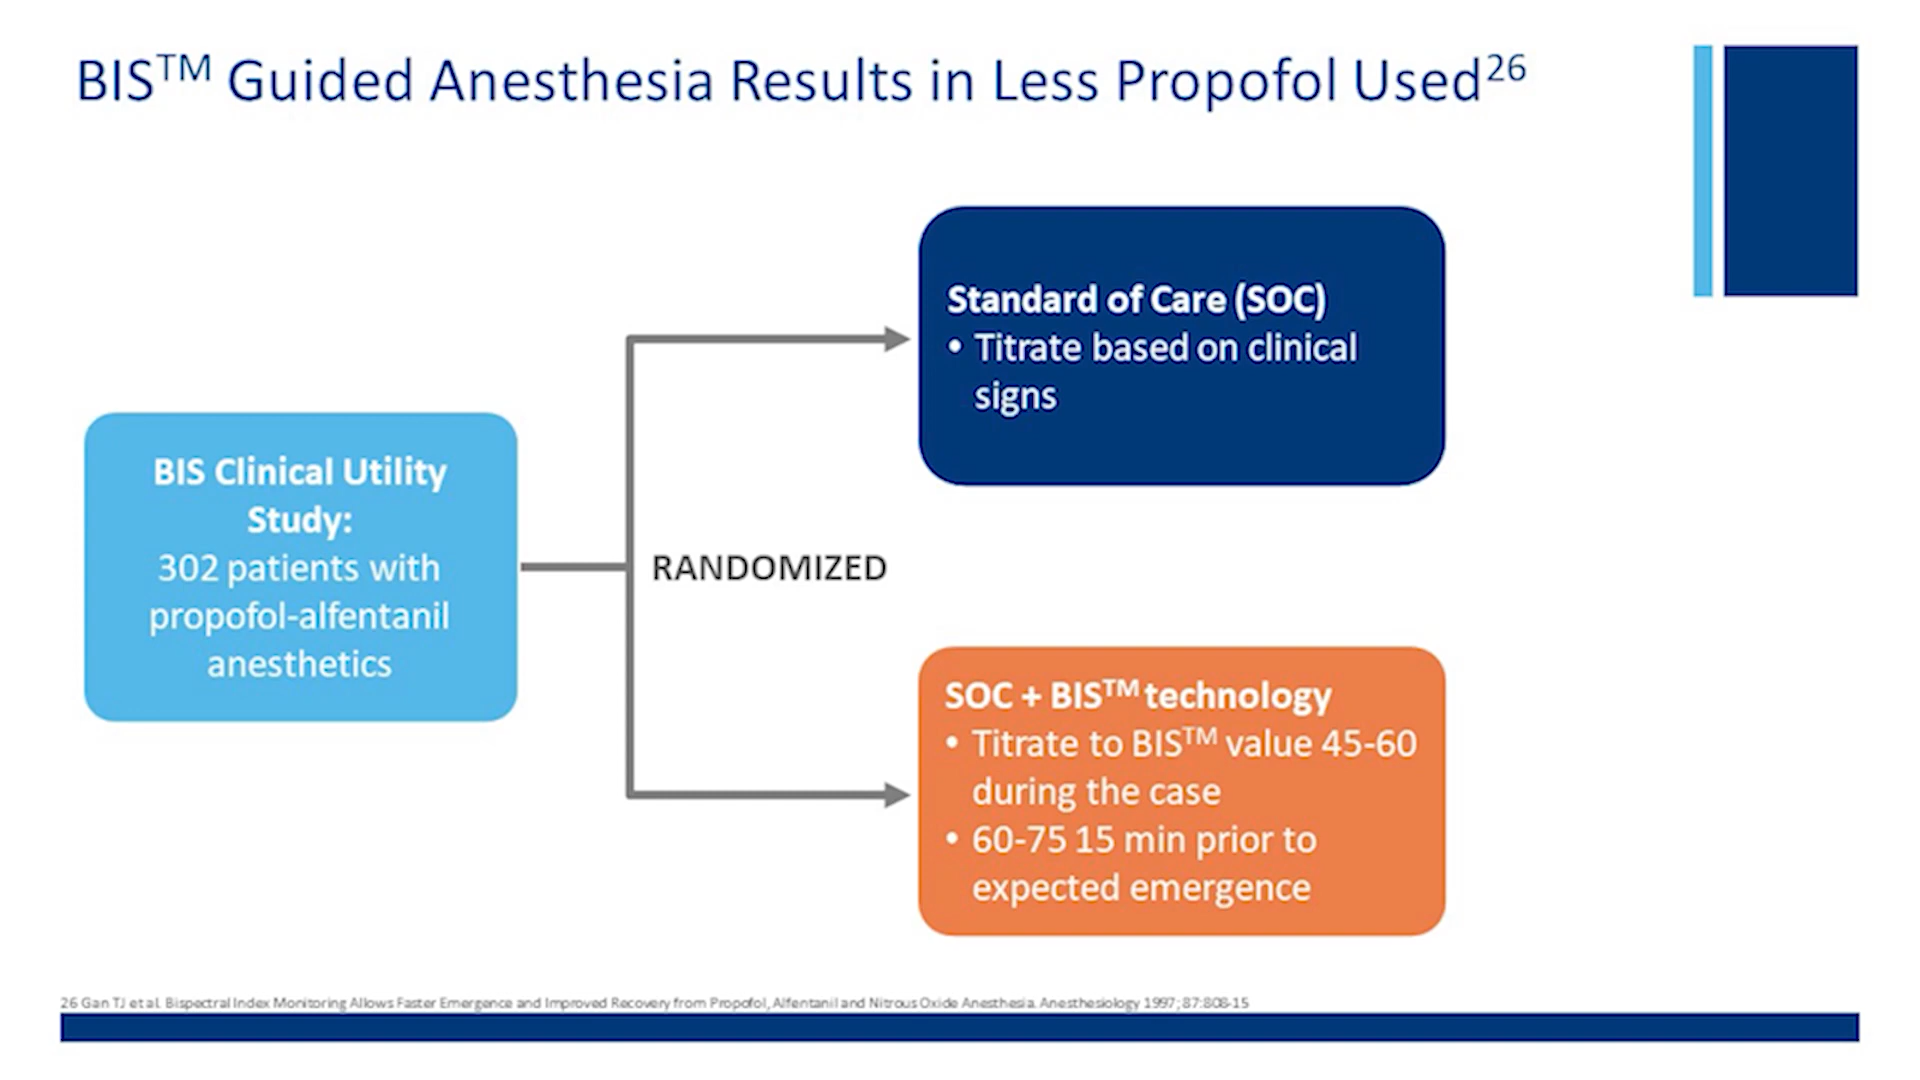 BIS™ Guided Anesthesia Results in Less Propofol Used26
Standard of Care (SOC)
• Titrate based on clinical
signs
BIS Clinical Utility
Study:
302 patients with
propofol-alfentanil
anesthetics
RANDOMIZED
SOC + BIS™ technology
• Titrate to BIS™ value 45-60
during the case
• 60-75 15 min prior to
expected emergence
26 Gan TJ et al. Bispectral Index Monitoring Allows Faster Emergence and Improved Recovery from Propofol, Alfentanil and Nitrous Oxide Anesthesia. Anesthesiology 1997; 87:808-15